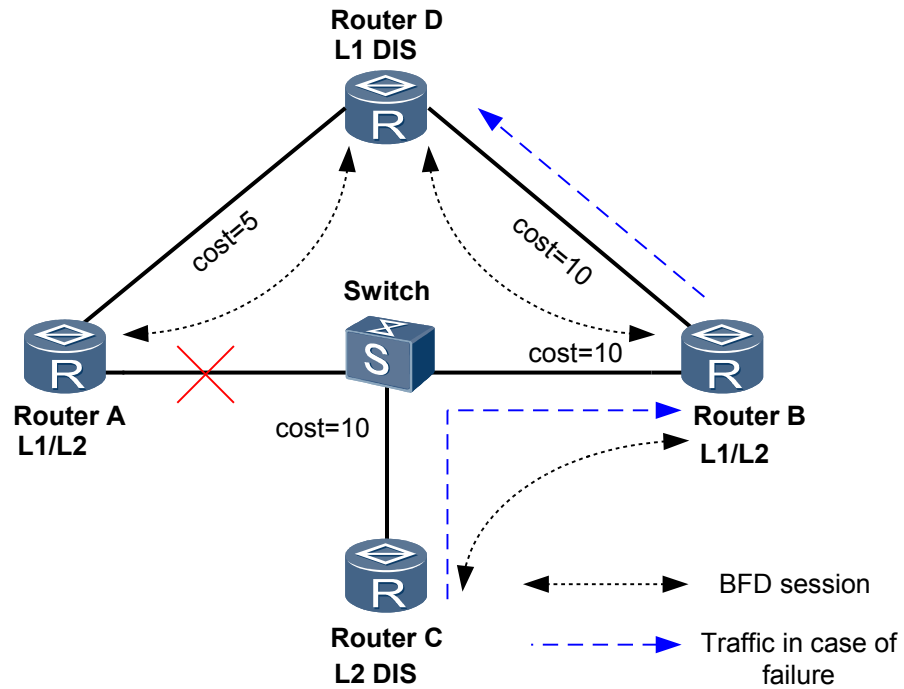 Router D
L1 DIS
R
cost=5
cost=10
Switch
S
cost=10
R
R
Router A
L1/L2
cost=10
Router B
L1/L2
R
BFD session
Router C
L2 DIS
Traffic in case of
failure